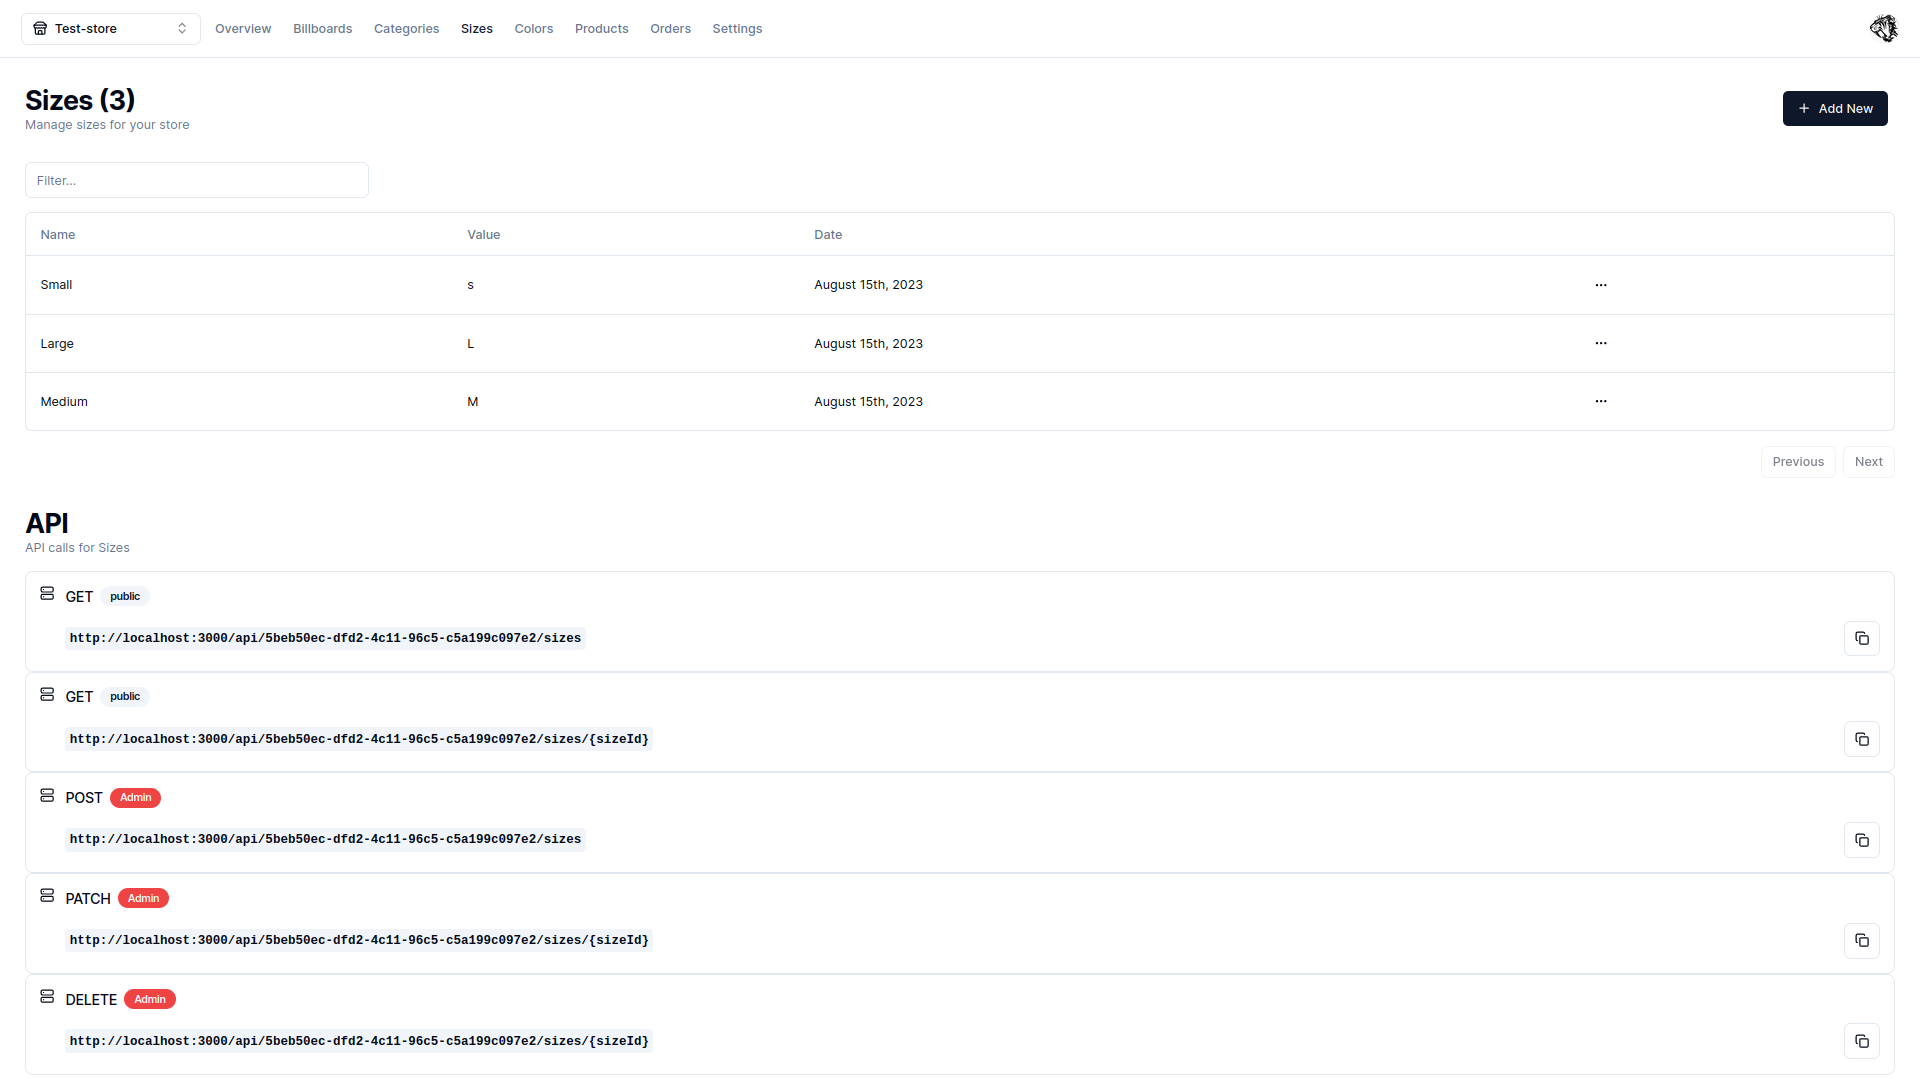 Test-store Overview Billboards Categories Sizes Colors Products Orders Settings
Sizes (3)
Manage sizes for your store
+ Add New
Filter...
Name Value Date
Small s August 15th, 2023 ...
Large L August 15th, 2023 ...
Medium M August 15th, 2023 ...
Previous Next
API
API calls for Sizes
GET public
http://localhost:3000/api/5beb50ec-dfd2-4c11-96c5-c5a199c097e2/sizes
GET public
http://localhost:3000/api/5beb50ec-dfd2-4c11-96c5-c5a199c097e2/sizes/{sizeId}
POST Admin
http://localhost:3000/api/5beb50ec-dfd2-4c11-96c5-c5a199c097e2/sizes
PATCH Admin
http://localhost:3000/api/5beb50ec-dfd2-4c11-96c5-c5a199c097e2/sizes/{sizeId}
DELETE Admin
http://localhost:3000/api/5beb50ec-dfd2-4c11-96c5-c5a199c097e2/sizes/{sizeId}